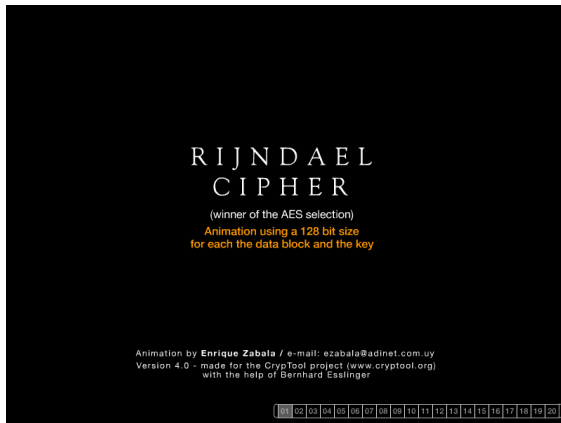 RIJNDAEL
CIPHER
(winner of the AES selection)
Animation using a 128 bit size
for each the data block and the key
Animation by Enrique Zabala / e-mail: ezabala@adinet.com.uy
Version 4.0 - made for the CrypTool project (www.cryptool.org)
with the help of Bernhard Esslinger
01 02 03 04 05 06 07 08 09 10 11 12 13 14 15 16 17 18 19 20